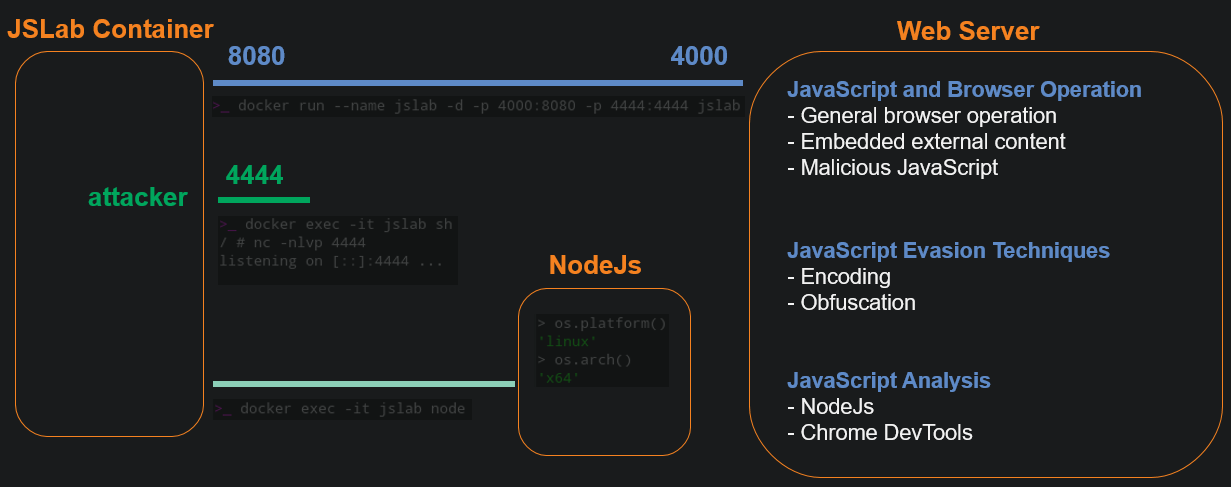 JSLab Container
8080
4000
>_ docker run --name jslab -d -p 4000:8080 -p 4444:4444 jslab
attacker
4444
>_ docker exec -it jslab sh
/ # nc -nlvp 4444
listening on [::]:4444 ...
>_ docker exec -it jslab node
NodeJs
> os.platform()
'linux'
> os.arch()
'x64'
Web Server
JavaScript and Browser Operation
- General browser operation
- Embedded external content
- Malicious JavaScript
JavaScript Evasion Techniques
- Encoding
- Obfuscation
JavaScript Analysis
- NodeJs
- Chrome DevTools